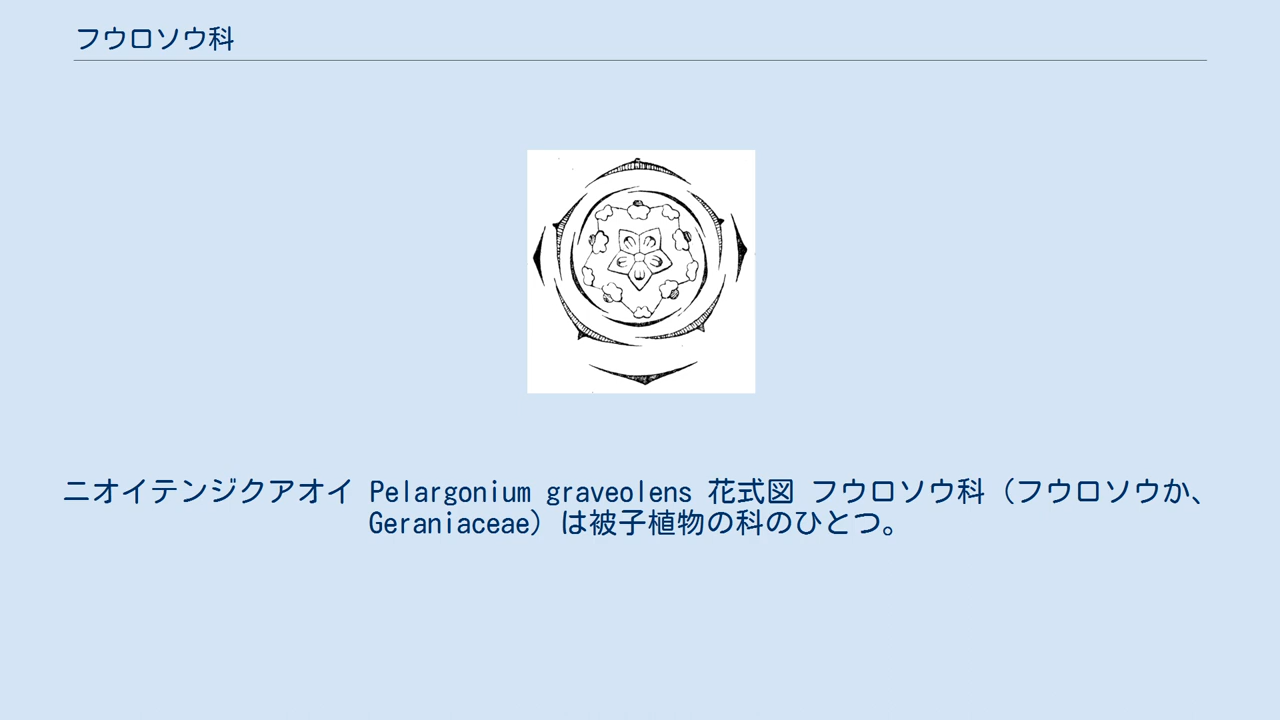 フウロソウ科
ニオイテンジクアオイ Pelargonium graveolens 花式図 フウロソウ科（フウロソウか、
Geraniaceae）は被子植物の科のひとつ。